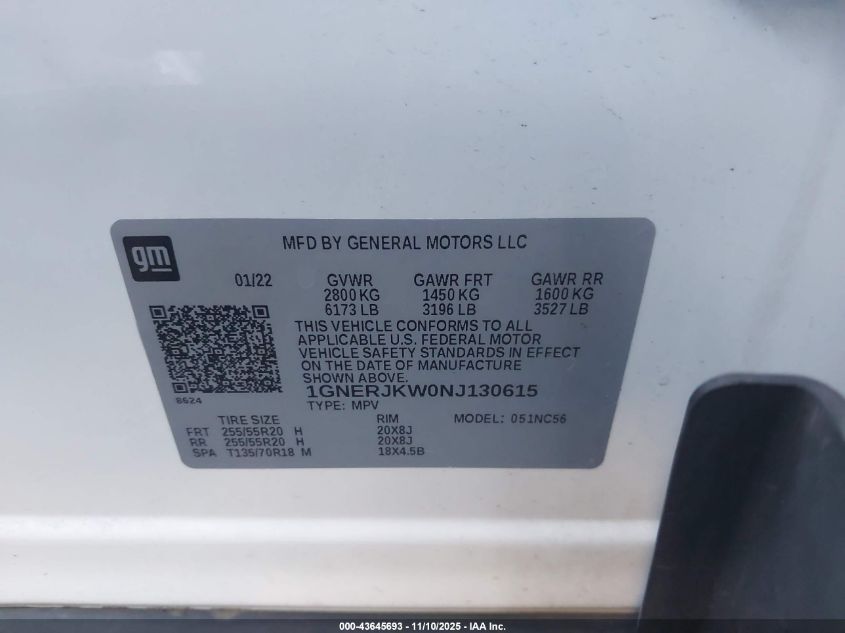 gm
MFD BY GENERAL MOTORS LLC
01/22 GVWR GAWR FRT GAWR RR
2800 KG 1450 KG 1600 KG
6173 LB 3196 LB 3527 LB
THIS VEHICLE CONFORMS TO ALL
APPLICABLE U.S. FEDERAL MOTOR
VEHICLE SAFETY STANDARDS IN EFFECT
ON THE DATE OF MANUFACTURE
SHOWN ABOVE.
1GNERJKW0NJ130615
8624
TYPE: MPV
TIRE SIZE RIM MODEL: 051NC56
FRT 255/55R20 H 20X8J
RR 255/55R20 H 20X8J
SPA T135/70R18 M 18X4.5B
000-43645693 - 11/10/2025 - IAA Inc.